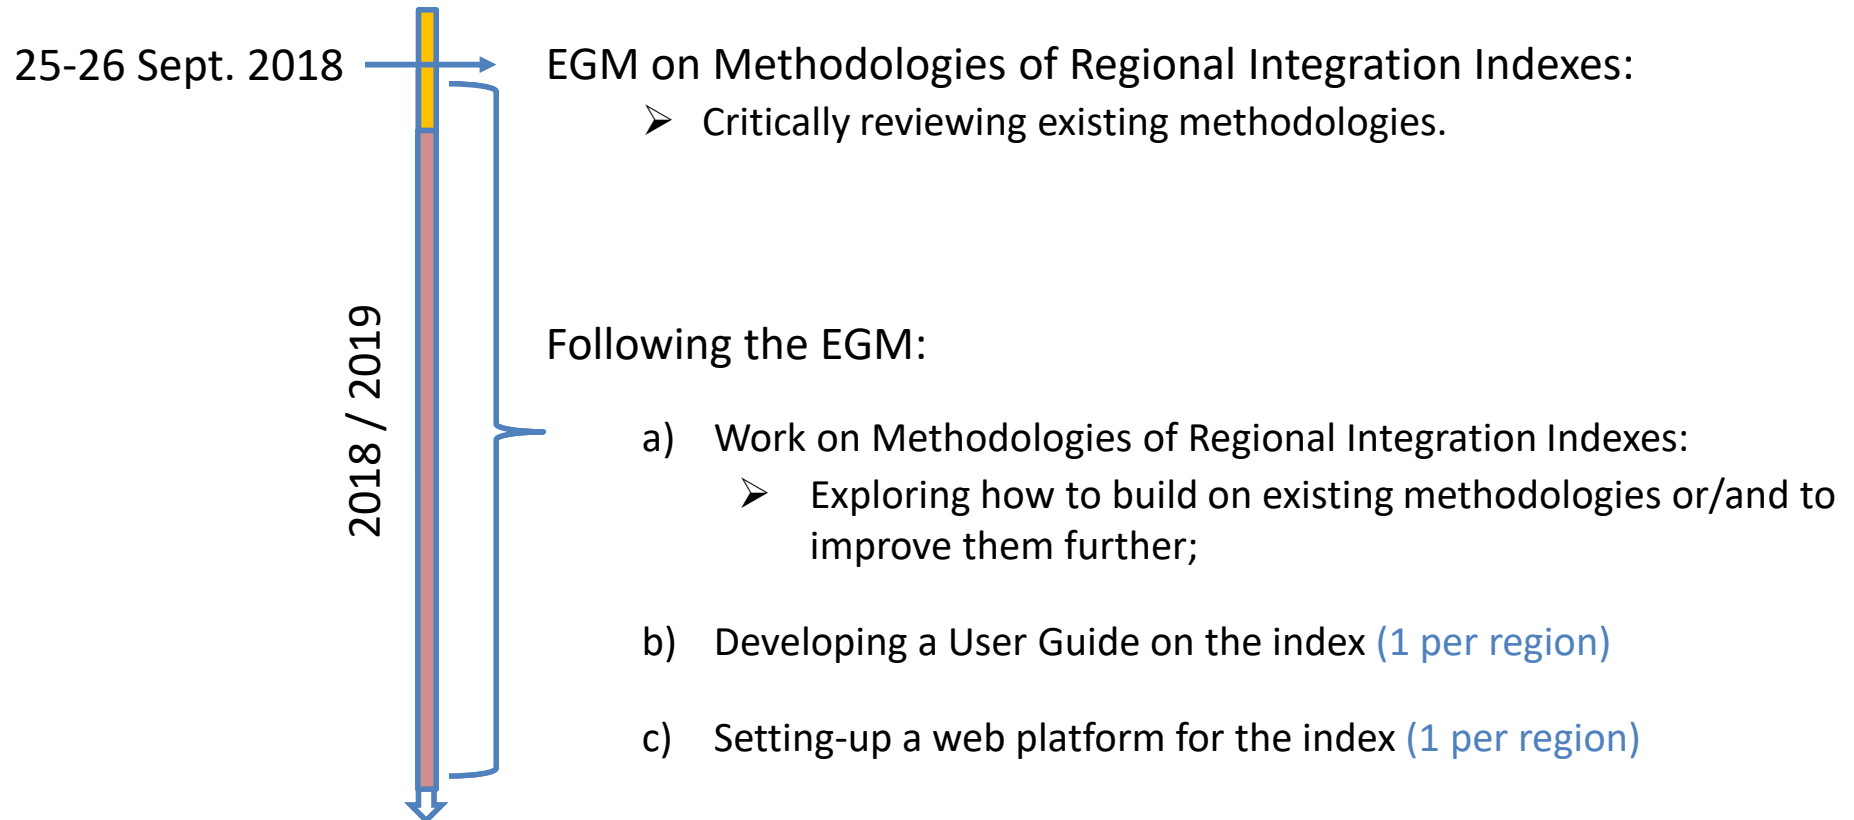 25-26 Sept. 2018
EGM on Methodologies of Regional Integration Indexes:
➢ Critically reviewing existing methodologies.
2018 / 2019
Following the EGM:
a) Work on Methodologies of Regional Integration Indexes:
➢ Exploring how to build on existing methodologies or/and to
improve them further;
b) Developing a User Guide on the index (1 per region)
c) Setting-up a web platform for the index (1 per region)